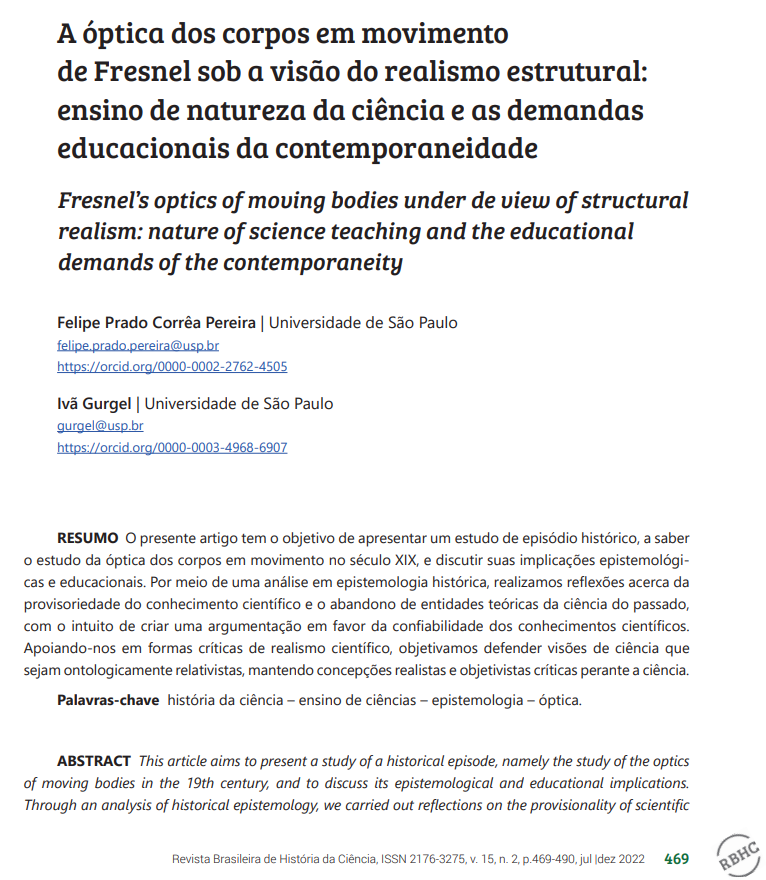 A óptica dos corpos em movimento
de Fresnel sob a visão do realismo estrutural:
ensino de natureza da ciência e as demandas
educacionais da contemporaneidade
Fresnel's optics of moving bodies under de view of structural
realism: nature of science teaching and the educational
demands of the contemporaneity
Felipe Prado Corrêa Pereira | Universidade de São Paulo
felipe.prado.pereira@usp.br
https://orcid.org/0000-0002-2762-4505
Ivã Gurgel | Universidade de São Paulo
gurgel@usp.br
https://orcid.org/0000-0003-4968-6907
RESUMO O presente artigo tem o objetivo de apresentar um estudo de episódio histórico, a saber
o estudo da óptica dos corpos em movimento no século XIX, e discutir suas implicações epistemológi-
cas e educacionais. Por meio de uma análise em epistemologia histórica, realizamos reflexões acerca da
provisoriedade do conhecimento científico e o abandono de entidades teóricas da ciência do passado,
com o intuito de criar uma argumentação em favor da confiabilidade dos conhecimentos científicos.
Apoiando-nos em formas críticas de realismo científico, objetivamos defender visões de ciência que
sejam ontologicamente relativistas, mantendo concepções realistas e objetivistas críticas perante a ciência.
Palavras-chave história da ciência – ensino de ciências – epistemologia – óptica.
ABSTRACT This article aims to present a study of a historical episode, namely the study of the optics
of moving bodies in the 19th century, and to discuss its epistemological and educational implications.
Through an analysis of historical epistemology, we carried out reflections on the provisionality of scientific
Revista Brasileira de História da Ciência, ISSN 2176-3275, v. 15, n. 2, p.469-490, jul |dez 2022 469
RBHC